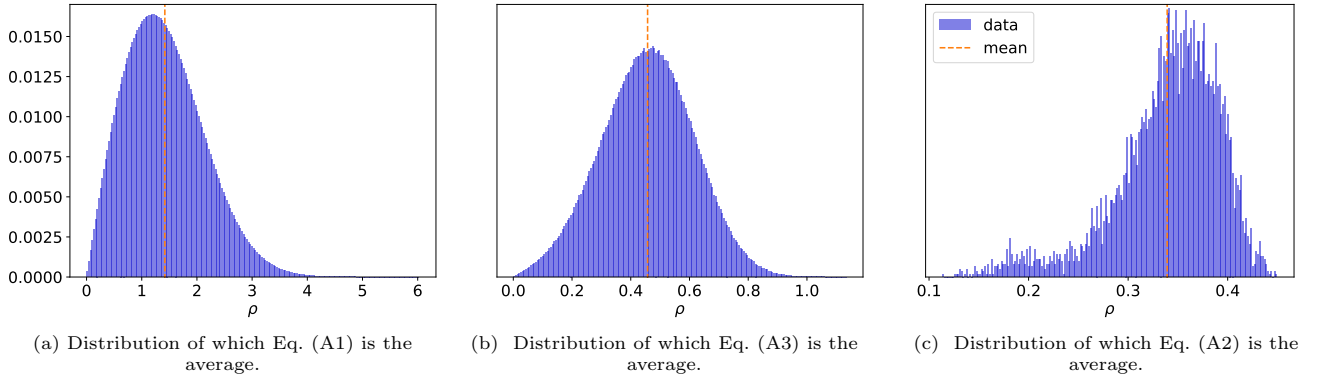 0.0150
0.0125
0.0100
0.0075
0.0050
0.0025
0.0000
0 1 2 3 4 5 6
ρ
0.0 0.2 0.4 0.6 0.8 1.0
ρ
data
mean
0.1 0.2 0.3 0.4
ρ
(a) Distribution of which Eq. (A1) is the
average.
(b) Distribution of which Eq. (A3) is the
average.
(c) Distribution of which Eq. (A2) is the
average.